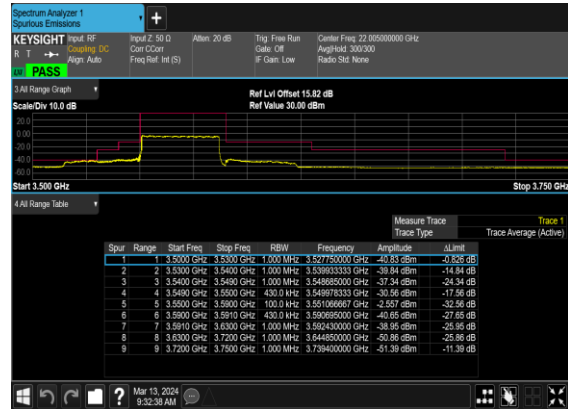 Spectrum Analyzer 1
Spurious Emissions
+
KEYSIGHT Input: RF Input Z: 50 Ω Atten: 20 dB Trig: Free Run Center Freq: 22.005000000 GHz
R T Coupling: DC Corr CCorr Gate: Off Avg|Hold: 300/300
Align: Auto Freq Ref: Int (S) IF Gain: Low Radio Std: None
PASS
3 All Range Graph
Ref Lvl Offset 15.82 dB
Scale/Div 10.0 dB Ref Value 30.00 dBm
20.0
0.00
-20.0
-40.0
-60.0
Start 3.500 GHz Stop 3.750 GHz
4 All Range Table
Measure Trace Trace 1
Trace Type Trace Average (Active)
Spur Range Start Freq Stop Freq RBW Frequency Amplitude ΔLimit
1 1 3.5000 GHz 3.5300 GHz 1.000 MHz 3.527750000 GHz -40.83 dBm -0.826 dB
2 2 3.5300 GHz 3.5400 GHz 1.000 MHz 3.539933333 GHz -39.84 dBm -14.84 dB
3 3 3.5400 GHz 3.5490 GHz 1.000 MHz 3.548685000 GHz -37.34 dBm -24.34 dB
4 4 3.5490 GHz 3.5500 GHz 430.0 kHz 3.549978333 GHz -30.56 dBm -17.56 dB
5 5 3.5500 GHz 3.5900 GHz 100.0 kHz 3.551066667 GHz -2.557 dBm -32.56 dB
6 6 3.5900 GHz 3.5910 GHz 430.0 kHz 3.590695000 GHz -40.65 dBm -27.65 dB
7 7 3.5910 GHz 3.6300 GHz 1.000 MHz 3.592430000 GHz -38.95 dBm -25.95 dB
8 8 3.6300 GHz 3.7200 GHz 1.000 MHz 3.644850000 GHz -50.86 dBm -25.86 dB
9 9 3.7200 GHz 3.7500 GHz 1.000 MHz 3.739400000 GHz -51.39 dBm -11.39 dB
? Mar 13, 2024
9:32:38 AM